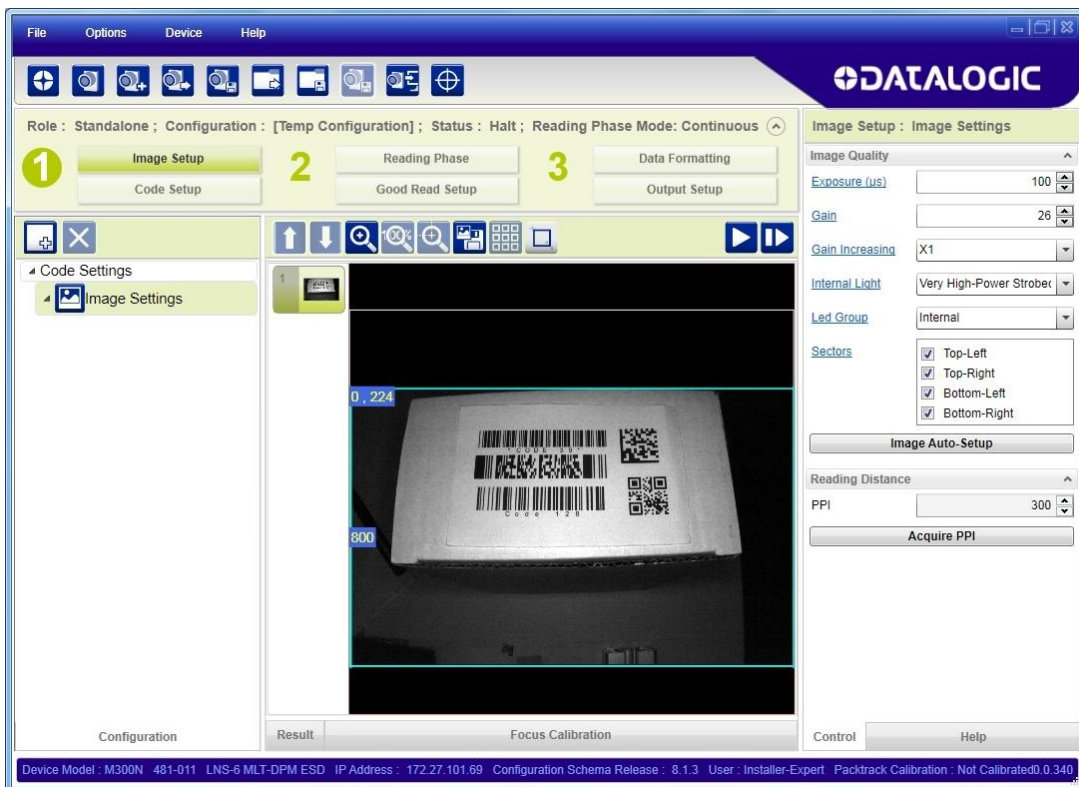 File Options Device Help
DATALOGIC
Role : Standalone ; Configuration : [Temp Configuration] ; Status : Halt ; Reading Phase Mode: Continuous
1 Image Setup 2 Reading Phase 3 Data Formatting
Code Setup Good Read Setup Output Setup
Code Settings
Image Settings
100%
1
0 , 224
*CODE 39*
Code 128
800
Configuration
Result Focus Calibration
Image Setup : Image Settings
Image Quality
Exposure (µs) 100
Gain 26
Gain Increasing X1
Internal Light Very High-Power Strobe
Led Group Internal
Sectors Top-Left
Top-Right
Bottom-Left
Bottom-Right
Image Auto-Setup
Reading Distance
PPI 300
Acquire PPI
Control Help
Device Model : M300N 481-011 LNS-6 MLT-DPM ESD IP Address : 172.27.101.69 Configuration Schema Release : 8.1.3 User : Installer-Expert Packtrack Calibration : Not Calibrated0.0.340